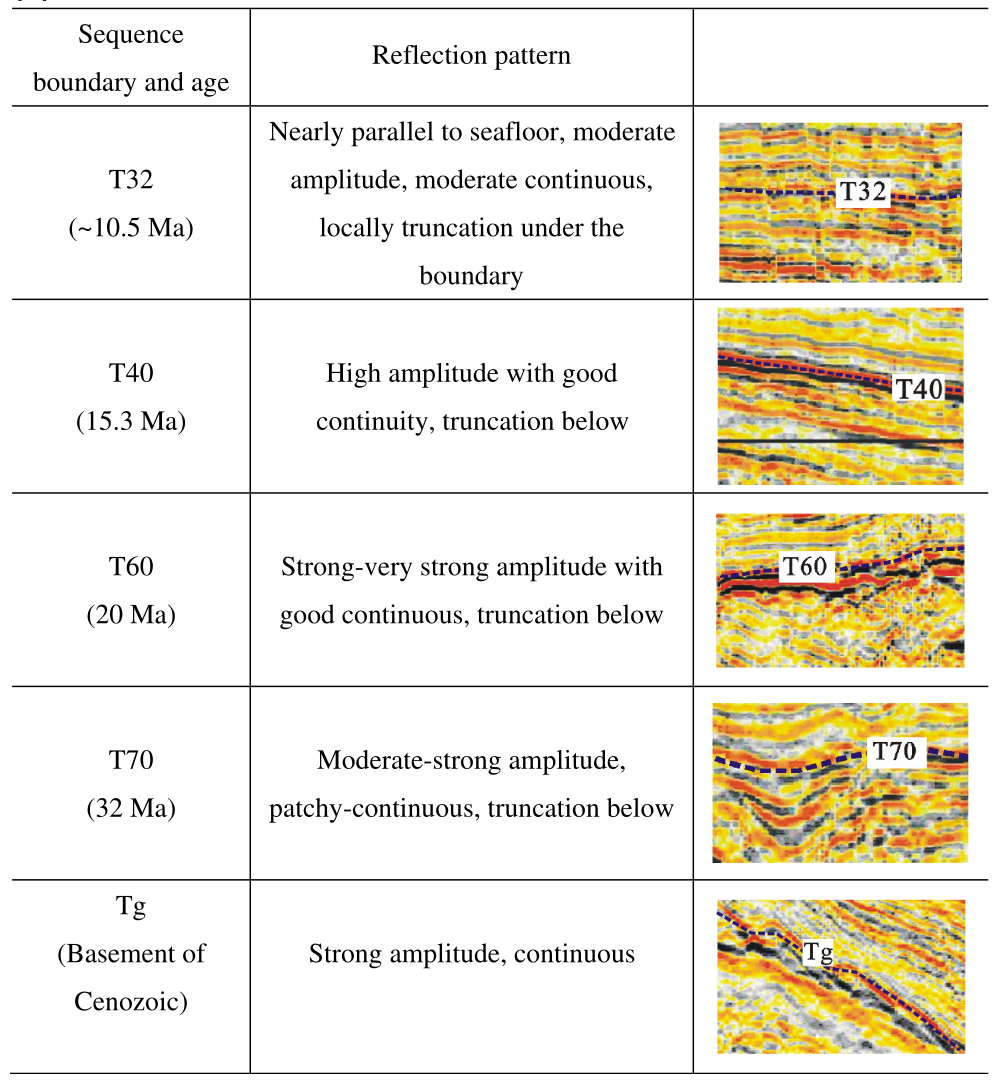 Sequence
boundary and age
Reflection pattern
T32
(~10.5 Ma)
Nearly parallel to seafloor, moderate
amplitude, moderate continuous,
locally truncation under the
boundary
T32
T40
(15.3 Ma)
High amplitude with good
continuity, truncation below
T40
T60
(20 Ma)
Strong-very strong amplitude with
good continuous, truncation below
T60
T70
(32 Ma)
Moderate-strong amplitude,
patchy-continuous, truncation below
T70
Tg
(Basement of
Cenozoic)
Strong amplitude, continuous
Tg